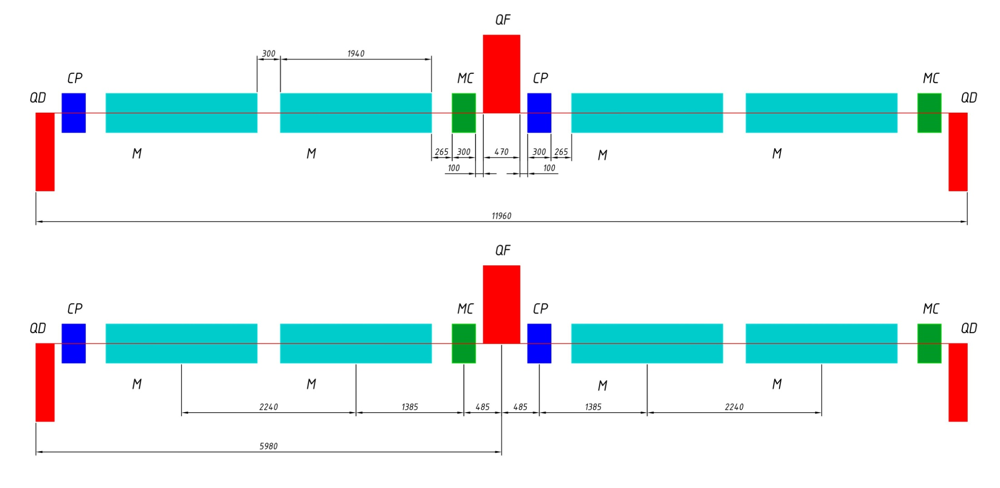 QF
300 1940
CP MC CP MC
QD QD
265 300 470 300 265
M M M M
100 100
11960
QF
CP MC CP MC
QD QD
M M M M
2240 1385 485 485 1385 2240
5980